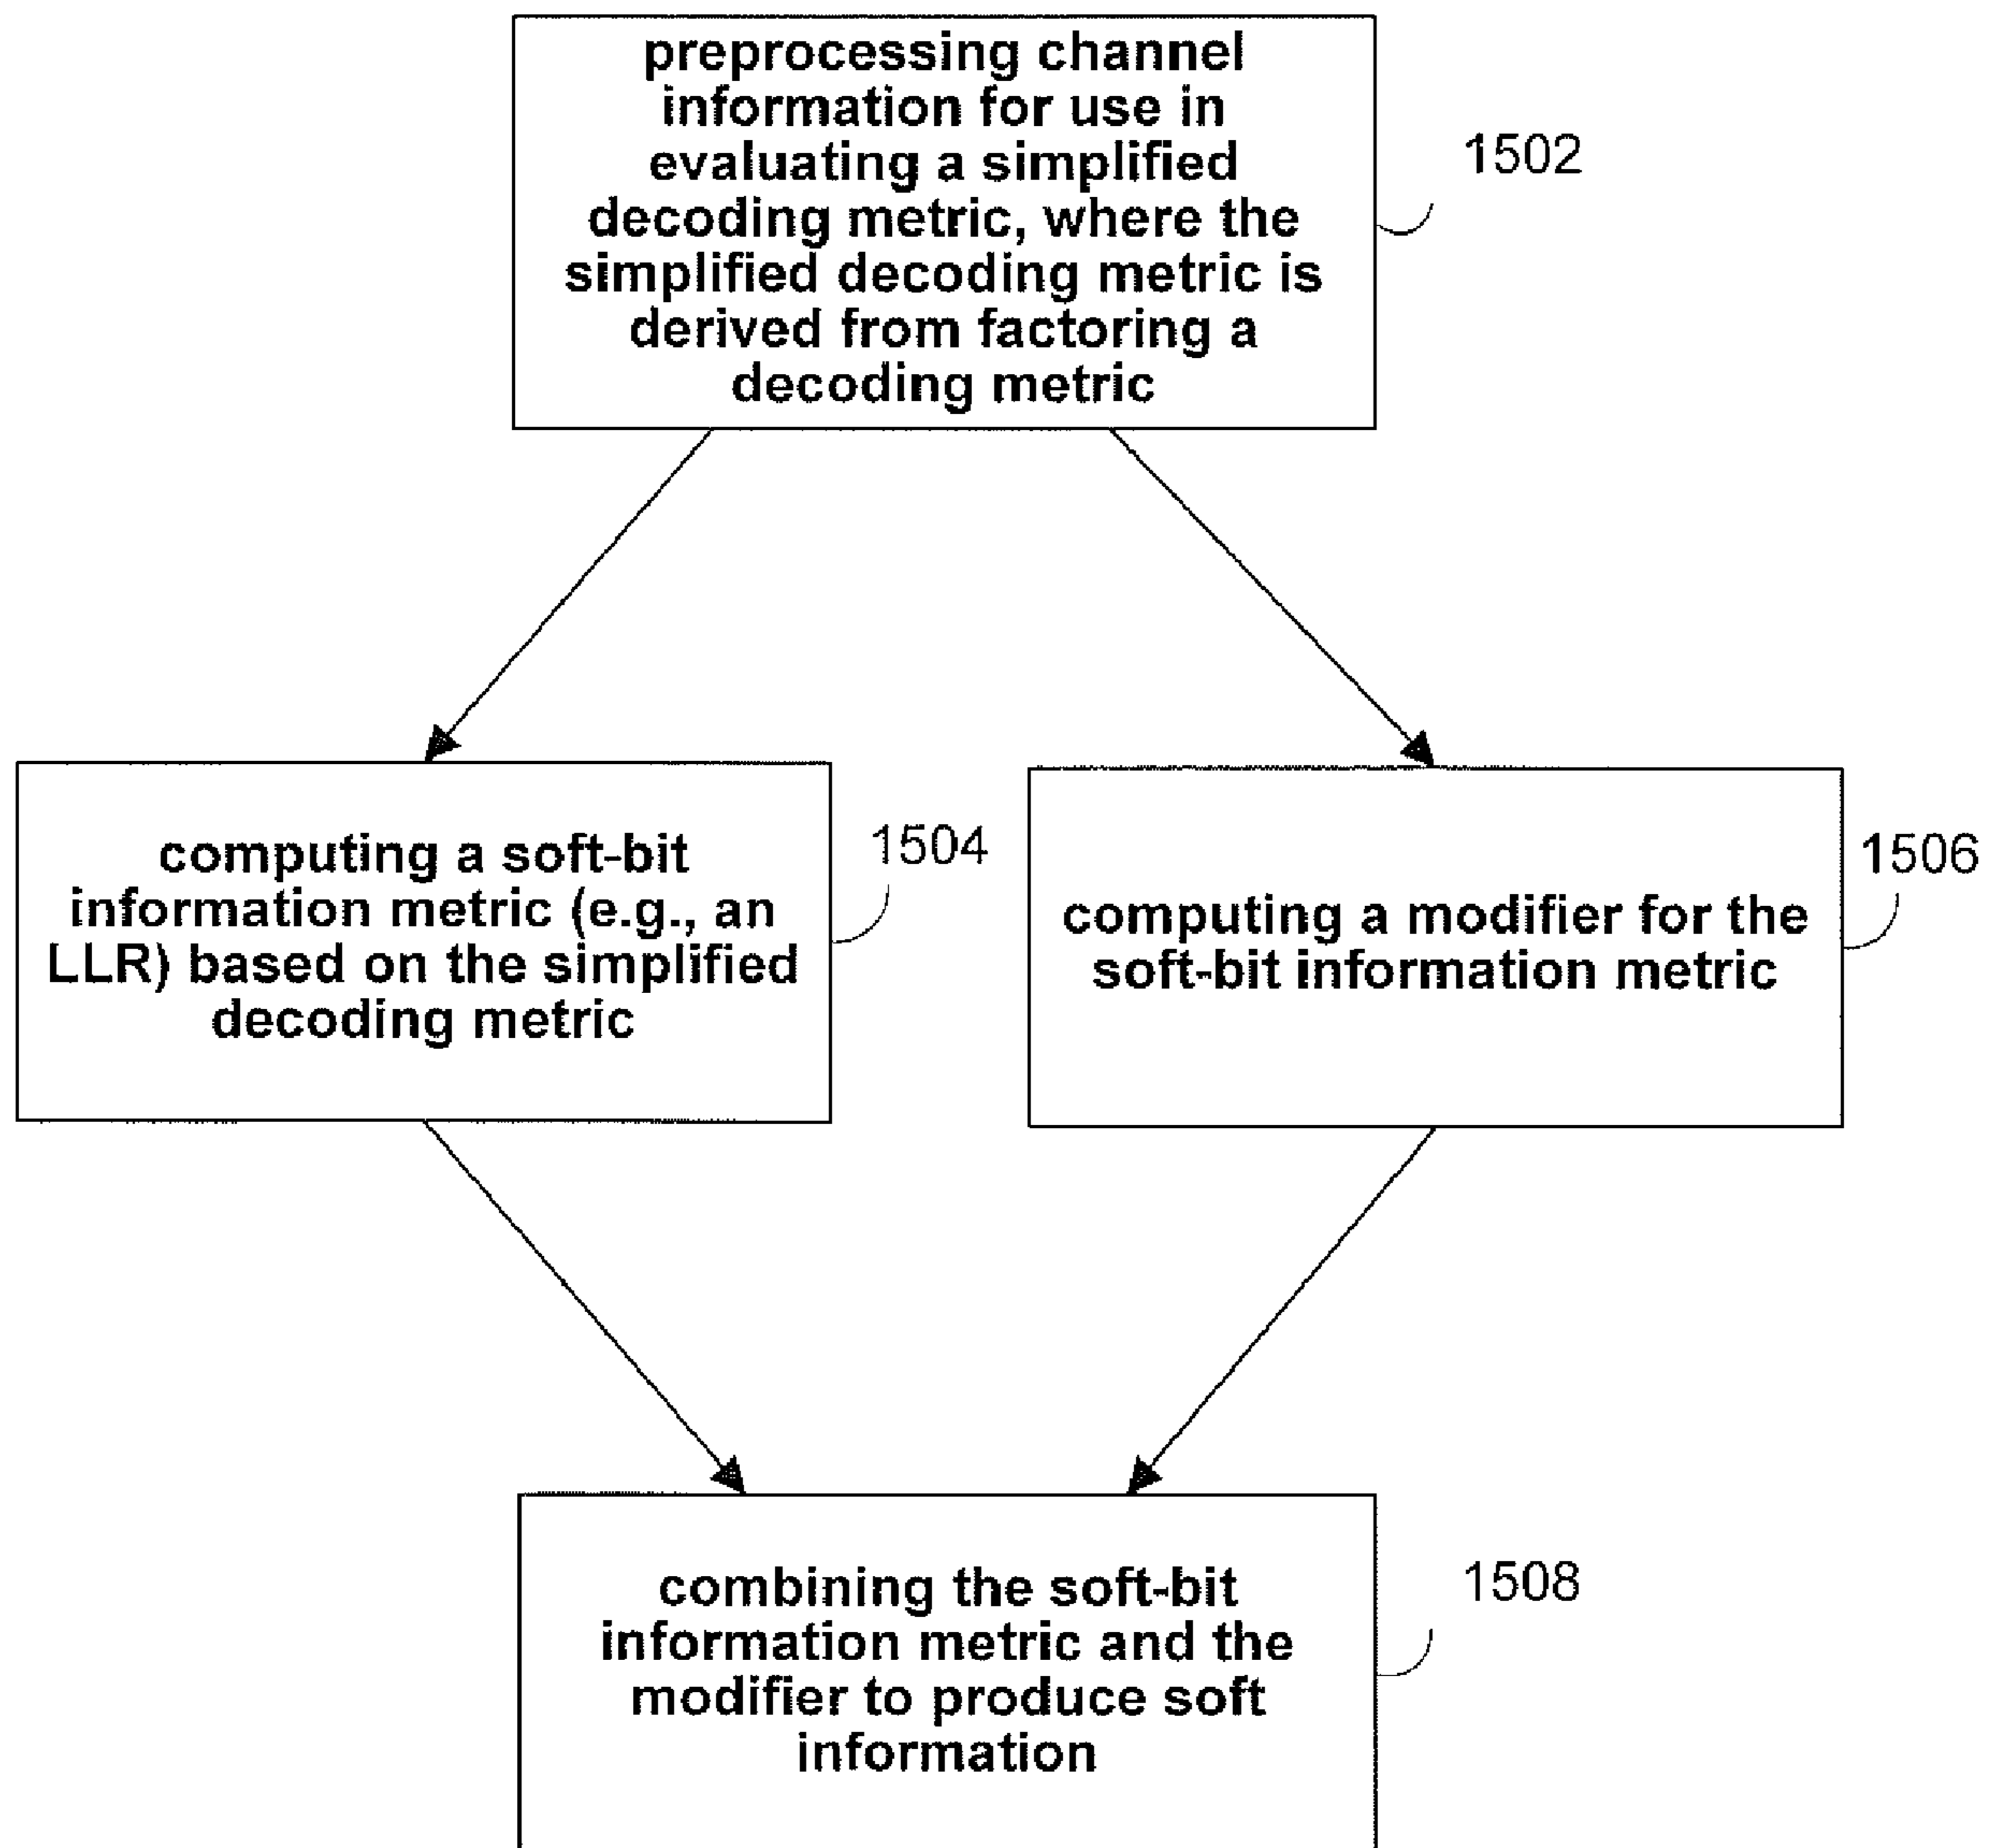 preprocessing channel
information for use in
evaluating a simplified
decoding metric, where the
simplified decoding metric is
derived from factoring a
decoding metric
1502
computing a soft-bit
information metric (e.g., an
LLR) based on the simplified
decoding metric
1504
computing a modifier for the
soft-bit information metric
1506
combining the soft-bit
information metric and the
modifier to produce soft
information
1508